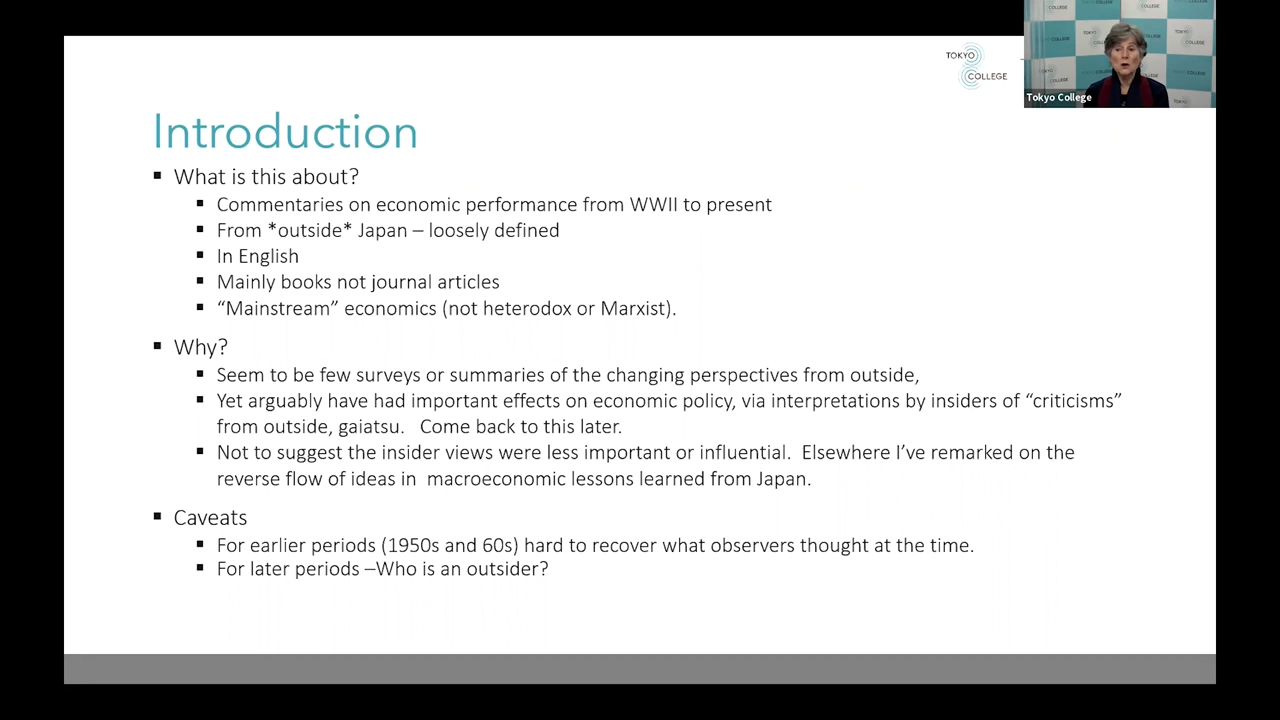 TOKYO
COLLEGE
Tokyo College
Introduction
What is this about?
Commentaries on economic performance from WWII to present
From *outside* Japan – loosely defined
In English
Mainly books not journal articles
“Mainstream” economics (not heterodox or Marxist).
Why?
Seem to be few surveys or summaries of the changing perspectives from outside,
Yet arguably have had important effects on economic policy, via interpretations by insiders of “criticisms”
from outside, gaiatsu.   Come back to this later.
Not to suggest the insider views were less important or influential.  Elsewhere I’ve remarked on the
reverse flow of ideas in  macroeconomic lessons learned from Japan.
Caveats
For earlier periods (1950s and 60s) hard to recover what observers thought at the time.
For later periods –Who is an outsider?